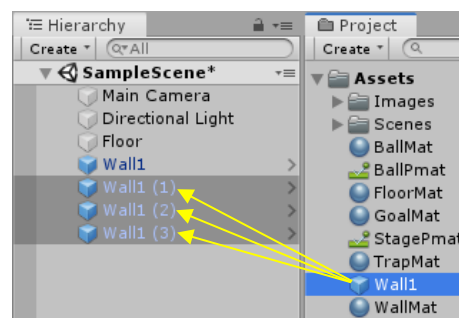 Hierarchy
Create All
SampleScene*
Main Camera
Directional Light
Floor
Wall1
Wall1 (1)
Wall1 (2)
Wall1 (3)
Project
Create
Assets
Images
Scenes
BallMat
BallPmat
FloorMat
GoalMat
StagePmat
TrapMat
Wall1
WallMat